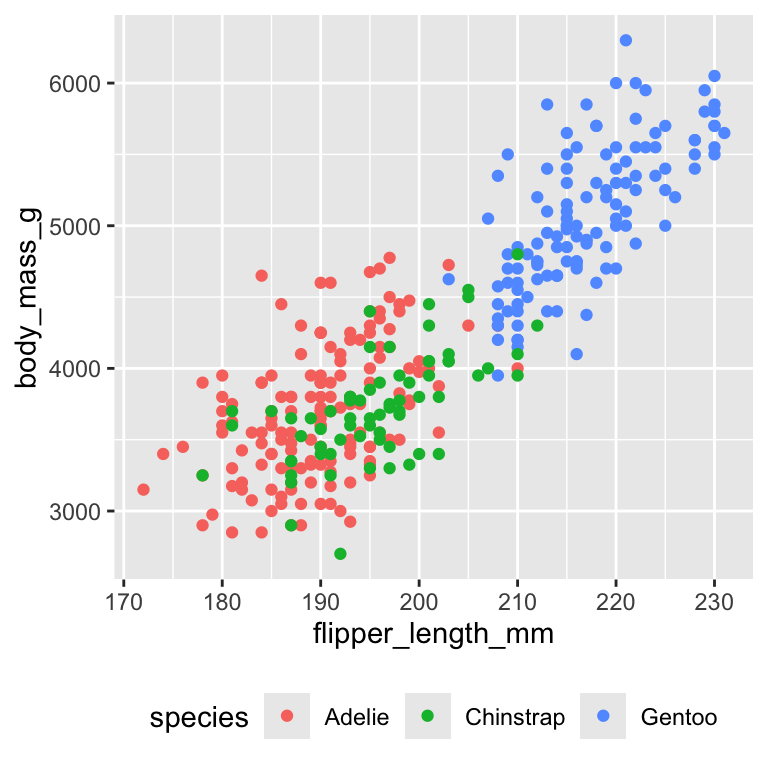 6000
5000
4000
3000
body_mass_g
170 180 190 200 210 220 230
flipper_length_mm
species Adelie Chinstrap Gentoo